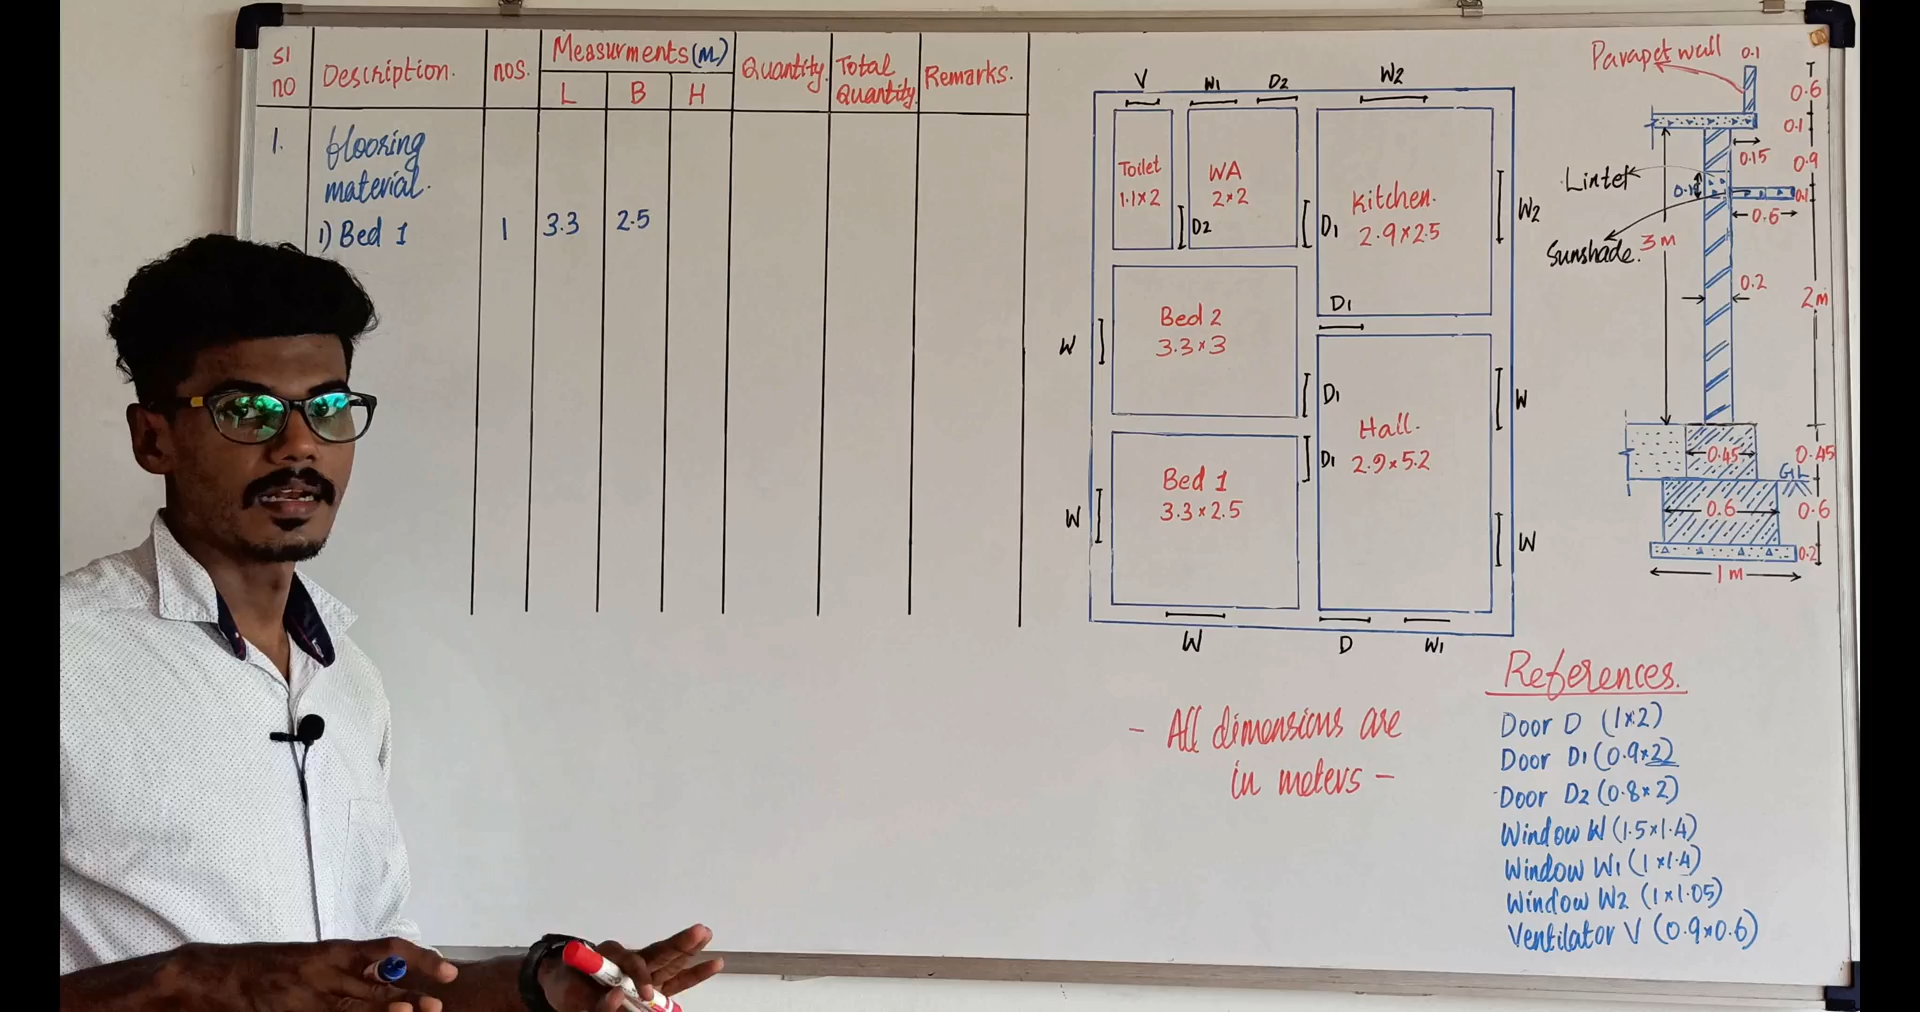 Sl no
Description.
nos.
Measurments (m)
L B H
Quantity.
Total Quantity.
Remarks.
1.
flooring
material.
1) Bed 1 1 3.3 2.5
V W1 D2 W2
Toilet
1.1×2
D2
WA
2×2
D1
Kitchen.
2.9×2.5
W2
D1
Bed 2
3.3×3
W
D1
Hall.
2.9×5.2
W
D1
Bed 1
3.3×2.5
W
W
W D W1
Parapet wall
0.1
0.6
0.1
0.15
0.9
Lintel
0.6
Sunshade.
3m
0.2
2m
0.45
0.45
G.L
0.6
0.6
0.2
1m
- All dimensions are
in meters -
References.
Door D (1×2)
Door D1 (0.9×2)
Door D2 (0.8×2)
Window W (1.5×1.4)
Window W1 (1×1.4)
Window W2 (1×1.05)
Ventilator V (0.9×0.6)